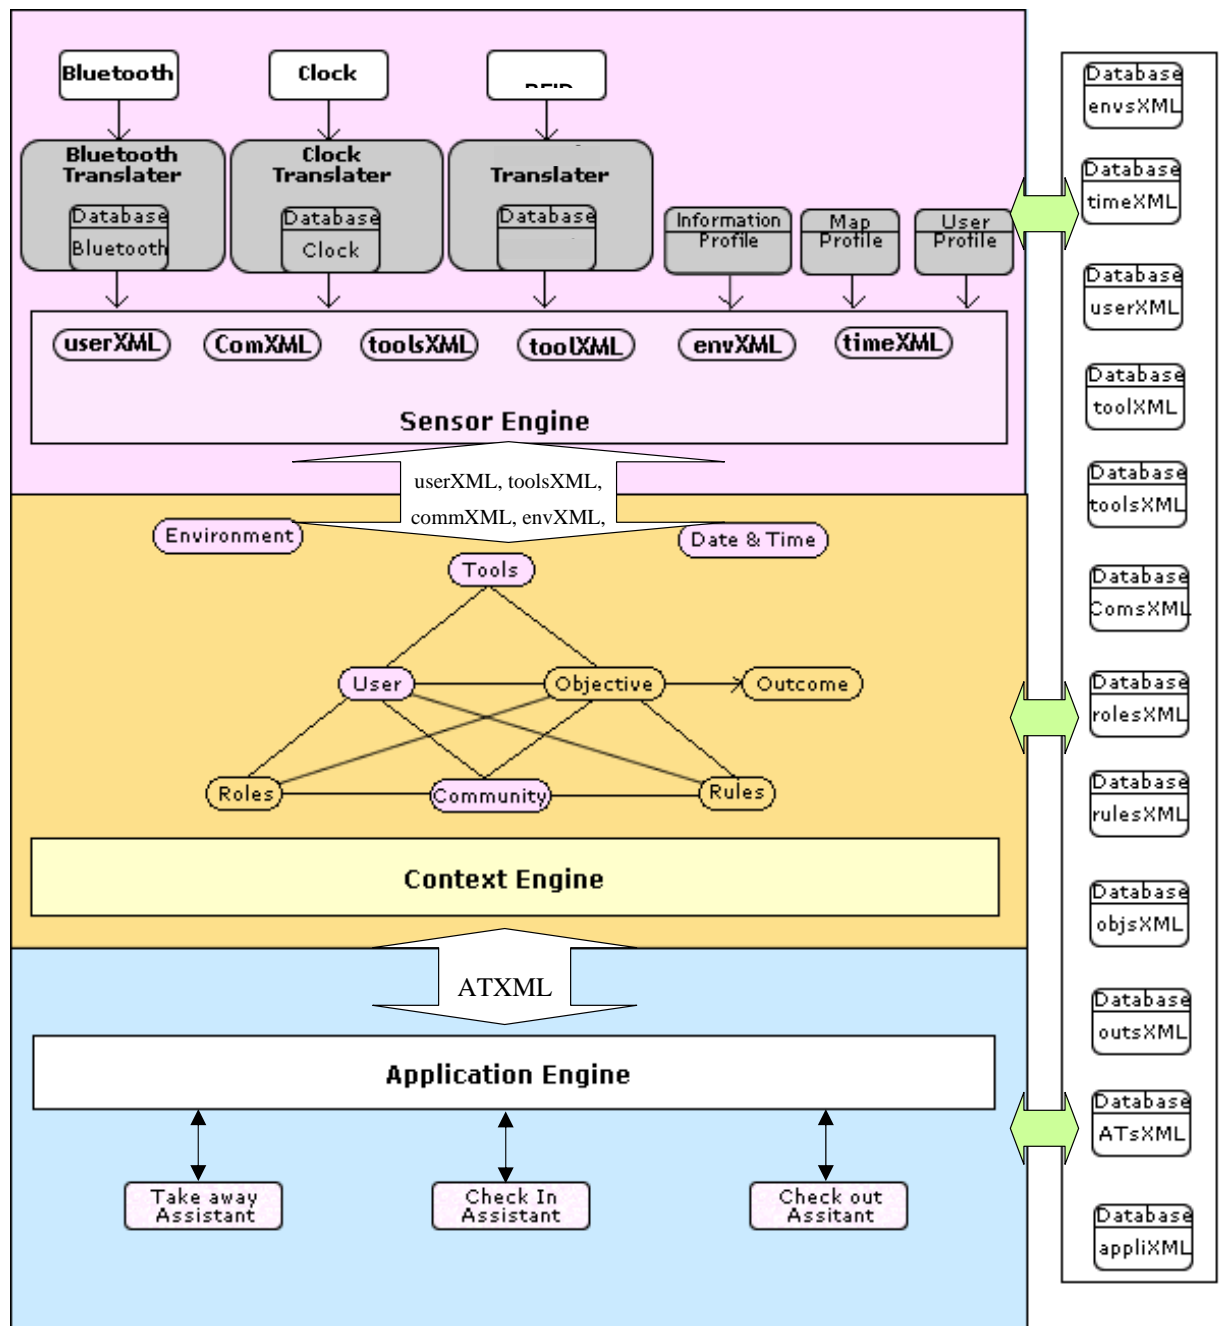 Bluetooth
Clock
Bluetooth
Translater
Database
Bluetooth
Clock
Translater
Database
Clock
Translater
Database
Information
Profile
Map
Profile
User
Profile
userXML
ComXML
toolsXML
toolXML
envXML
timeXML
Sensor Engine
userXML, toolsXML,
commXML, envXML,
Environment
Date & Time
Tools
User
Objective
Outcome
Roles
Community
Rules
Context Engine
ATXML
Application Engine
Take away
Assistant
Check In
Assistant
Check out
Assitant
Database
envsXML
Database
timeXML
Database
userXML
Database
toolXML
Database
toolsXML
Database
ComsXML
Database
rolesXML
Database
rulesXML
Database
objsXML
Database
outsXML
Database
ATsXML
Database
appliXML